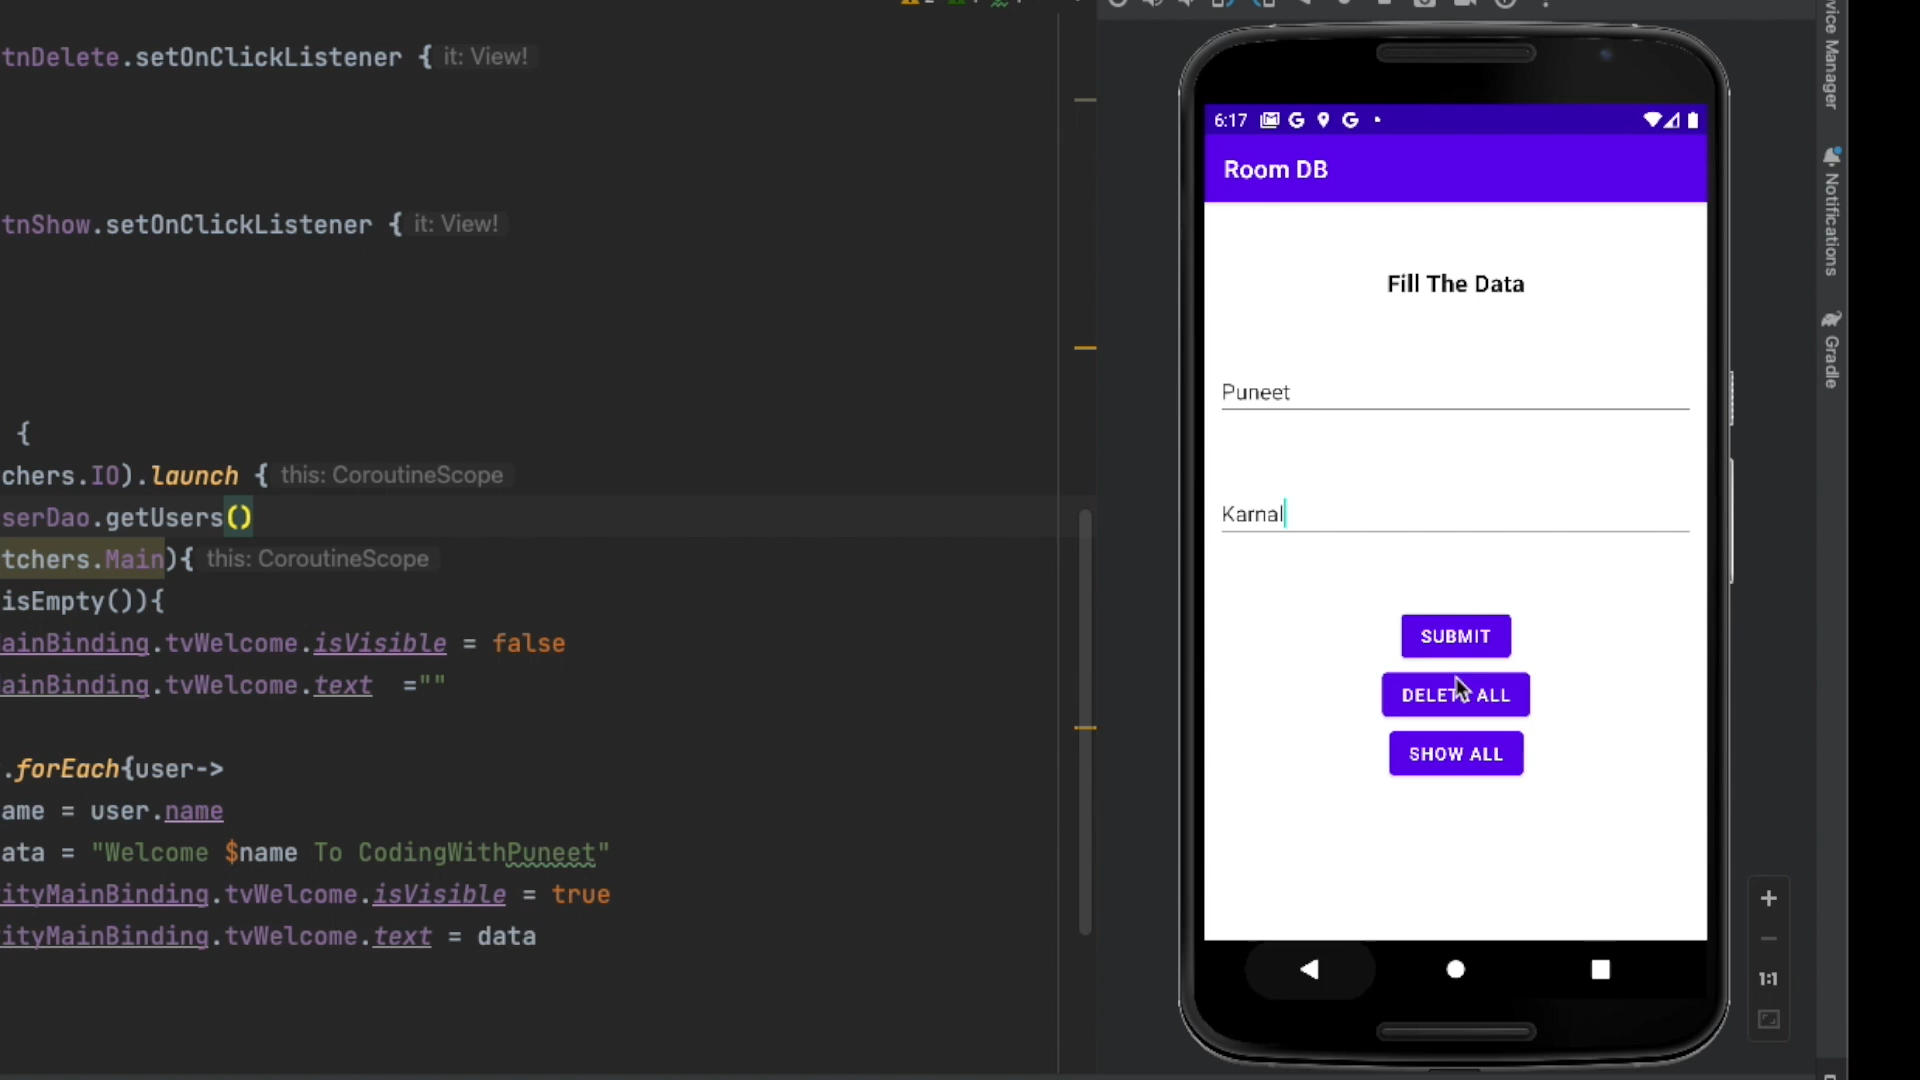 tnDelete.setOnClickListener { it: View!
tnShow.setOnClickListener { it: View!
{
chers.IO).launch { this: CoroutineScope
serDao.getUsers()
tchers.Main){ this: CoroutineScope
isEmpty()){
ainBinding.tvWelcome.isVisible = false
ainBinding.tvWelcome.text =""
.forEach{user->
ame = user.name
ata = "Welcome $name To CodingWithPuneet"
ityMainBinding.tvWelcome.isVisible = true
ityMainBinding.tvWelcome.text = data
6:17
Room DB
Fill The Data
Puneet
Karnal
SUBMIT
DELETE ALL
SHOW ALL
1:1
vice Manager
Notifications
Gradle